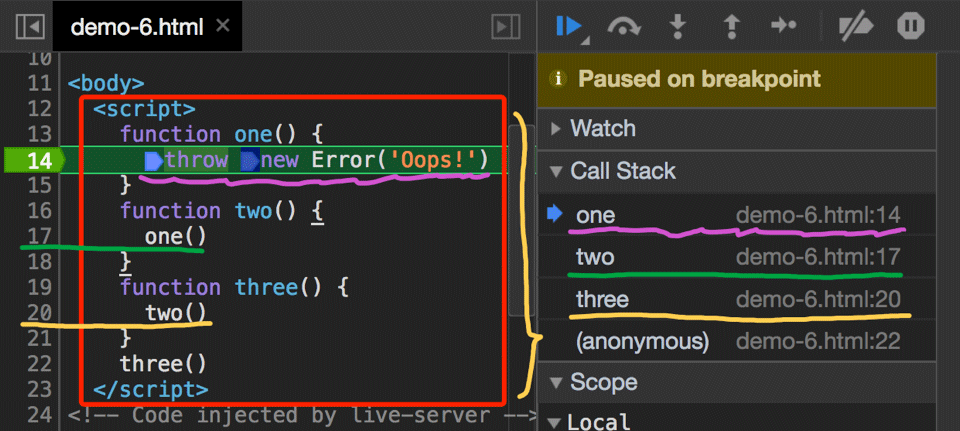 demo-6.html ×
10
11 <body>
12 <script>
13 function one() {
14 throw new Error('Oops!')
15 }
16 function two() {
17 one()
18 }
19 function three() {
20 two()
21 }
22 three()
23 </script>
24 <!-- Code injected by live-server -->
Paused on breakpoint
Watch
Call Stack
one demo-6.html:14
two demo-6.html:17
three demo-6.html:20
(anonymous) demo-6.html:22
Scope
Local